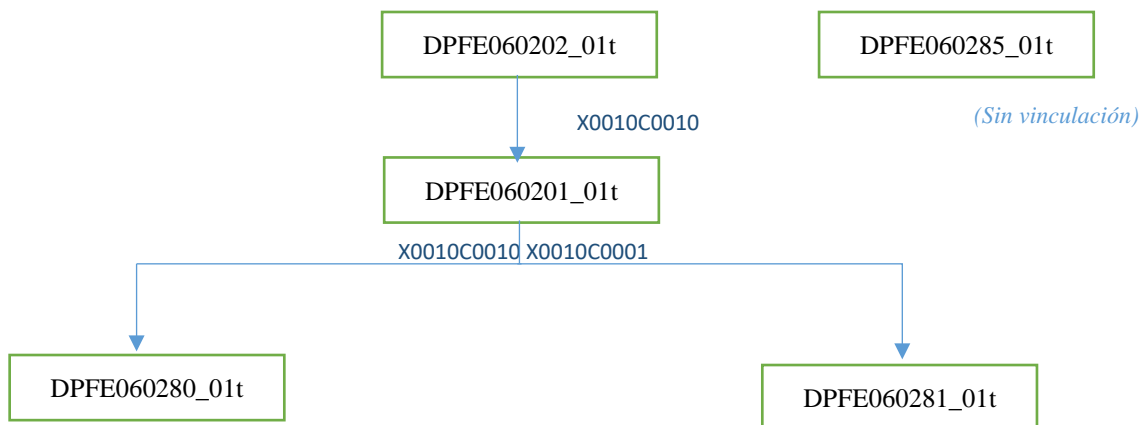 DPFE060202_01t
DPFE060285_01t
(Sin vinculación)
X0010C0010
DPFE060201_01t
X0010C0010 X0010C0001
DPFE060280_01t
DPFE060281_01t